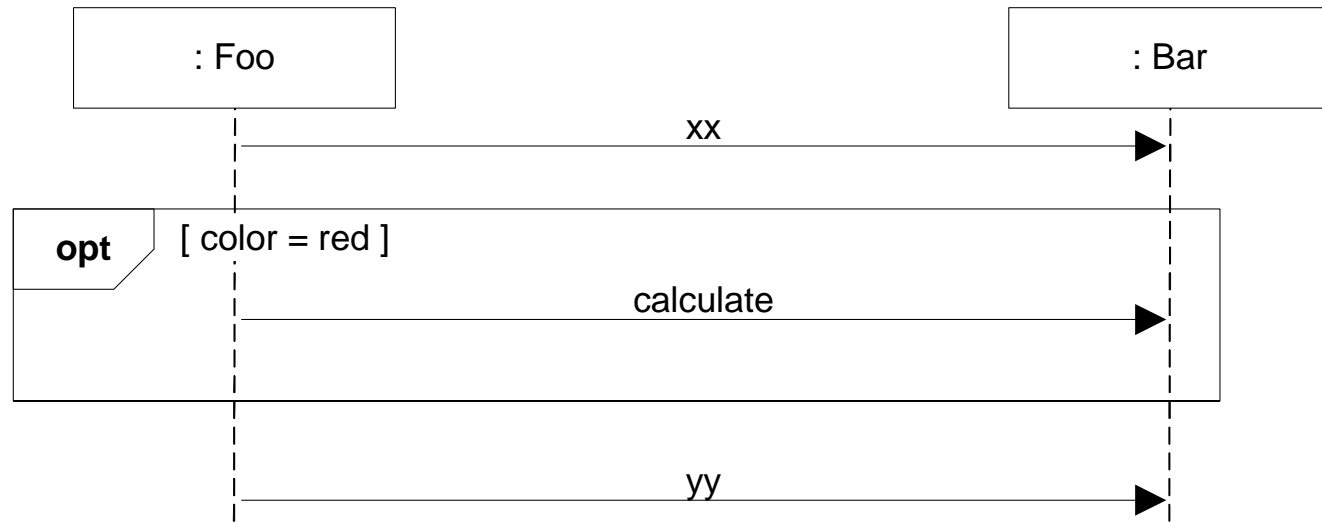 : Foo
: Bar
xx
opt
[ color = red ]
calculate
yy